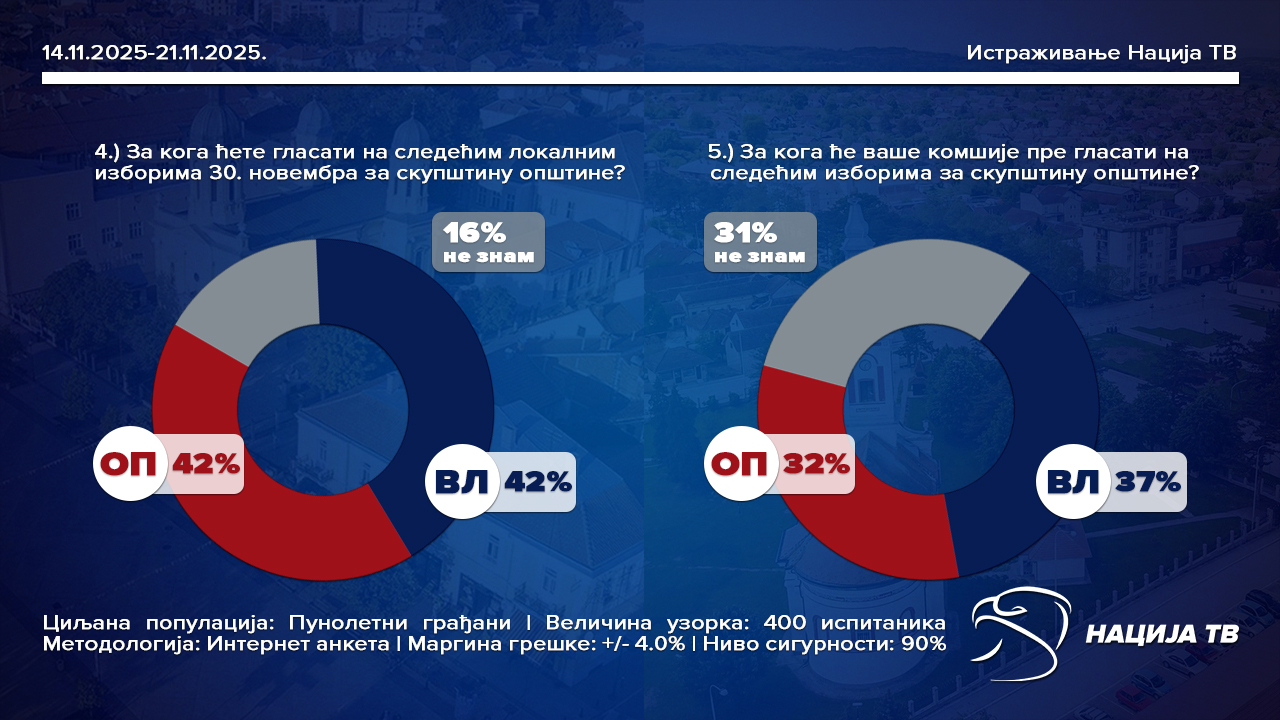 14.11.2025-21.11.2025.
Истраживање Нација ТВ
4.) За кога ћете гласати на следећим локалним
изборима 30. новембра за скупштину општине?
16%
не знам
ОП 42%
ВЛ 42%
5.) За кога ће ваше комшије пре гласати на
следећим изборима за скупштину општине?
31%
не знам
ОП 32%
ВЛ 37%
Циљана популација: Пунолетни грађани | Величина узорка: 400 испитаника
Методологија: Интернет анкета | Маргина грешке: +/- 4.0% | Ниво сигурности: 90%
НАЦИЈА ТВ